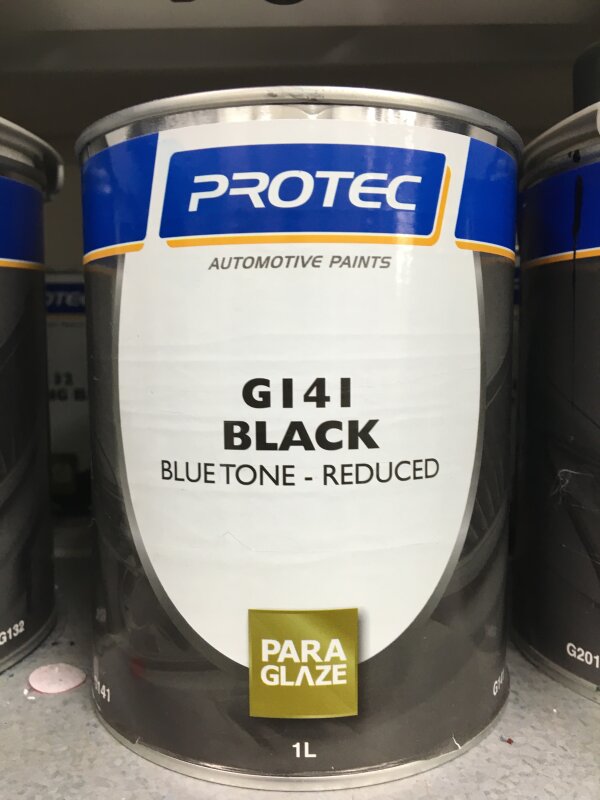 PROTEC
AUTOMOTIVE PAINTS
G141
BLACK
BLUE TONE - REDUCED
PARA
GLAZE
1L
G132
G201